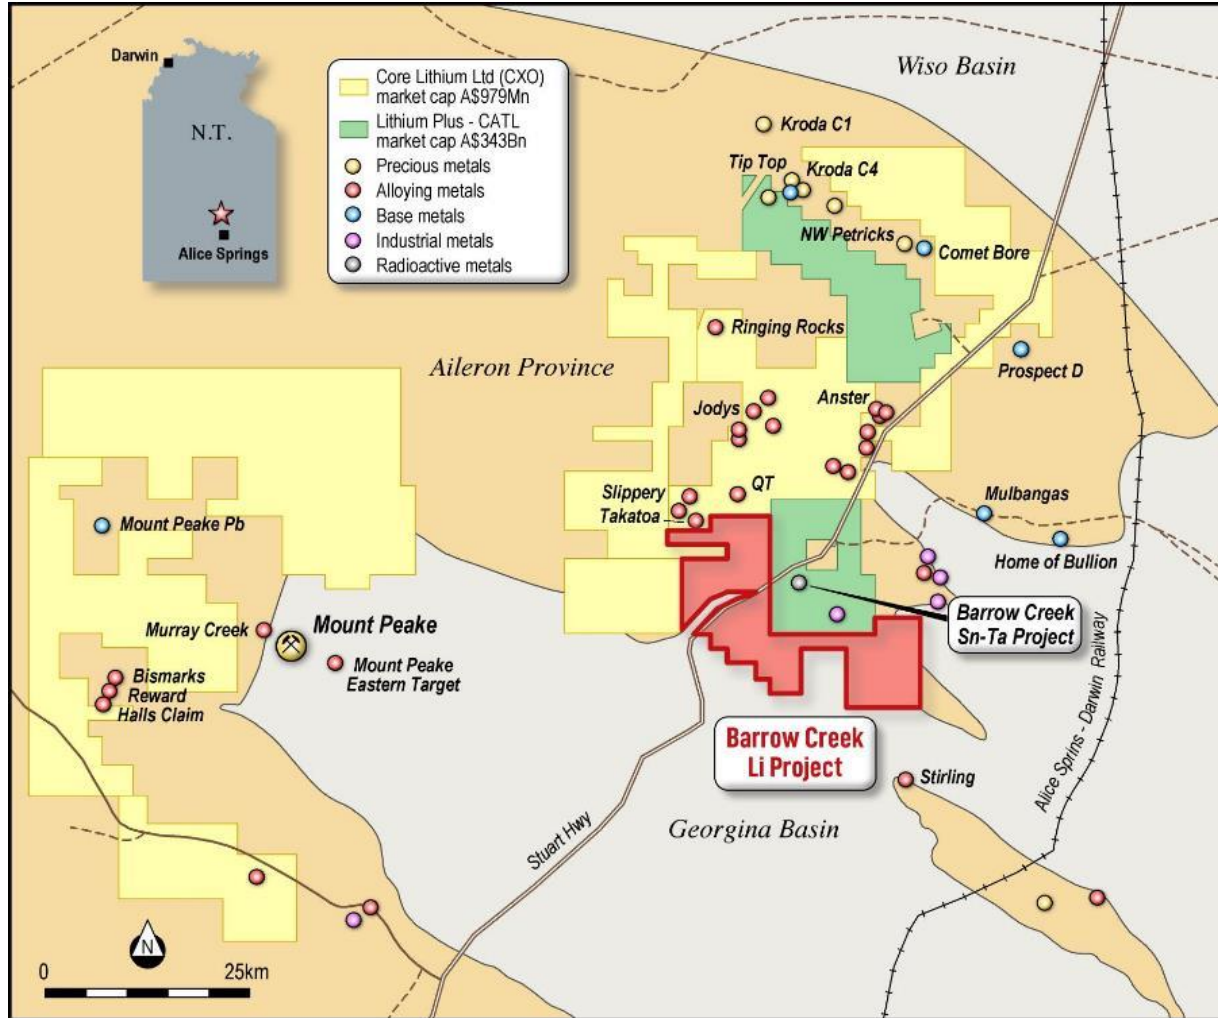 Darwin
N.T.
Alice Springs
Core Lithium Ltd (CXO)
market cap A$979Mn
Lithium Plus - CATL
market cap A$343Bn
Precious metals
Alloying metals
Base metals
Industrial metals
Radioactive metals
Wiso Basin
Kroda C1
Tip Top
Kroda C4
NW Petricks
Comet Bore
Ringing Rocks
Prospect D
Aileron Province
Jodys
Anster
Slippery
QT
Takatoa
Mulbangas
Mount Peake Pb
Home of Bullion
Barrow Creek
Sn-Ta Project
Murray Creek
Mount Peake
Mount Peake
Eastern Target
Bismarks
Reward
Halls Claim
Barrow Creek
Li Project
Stirling
Georgina Basin
Stuart Hwy
Alice Sprins - Darwin Railway
N
0 25km